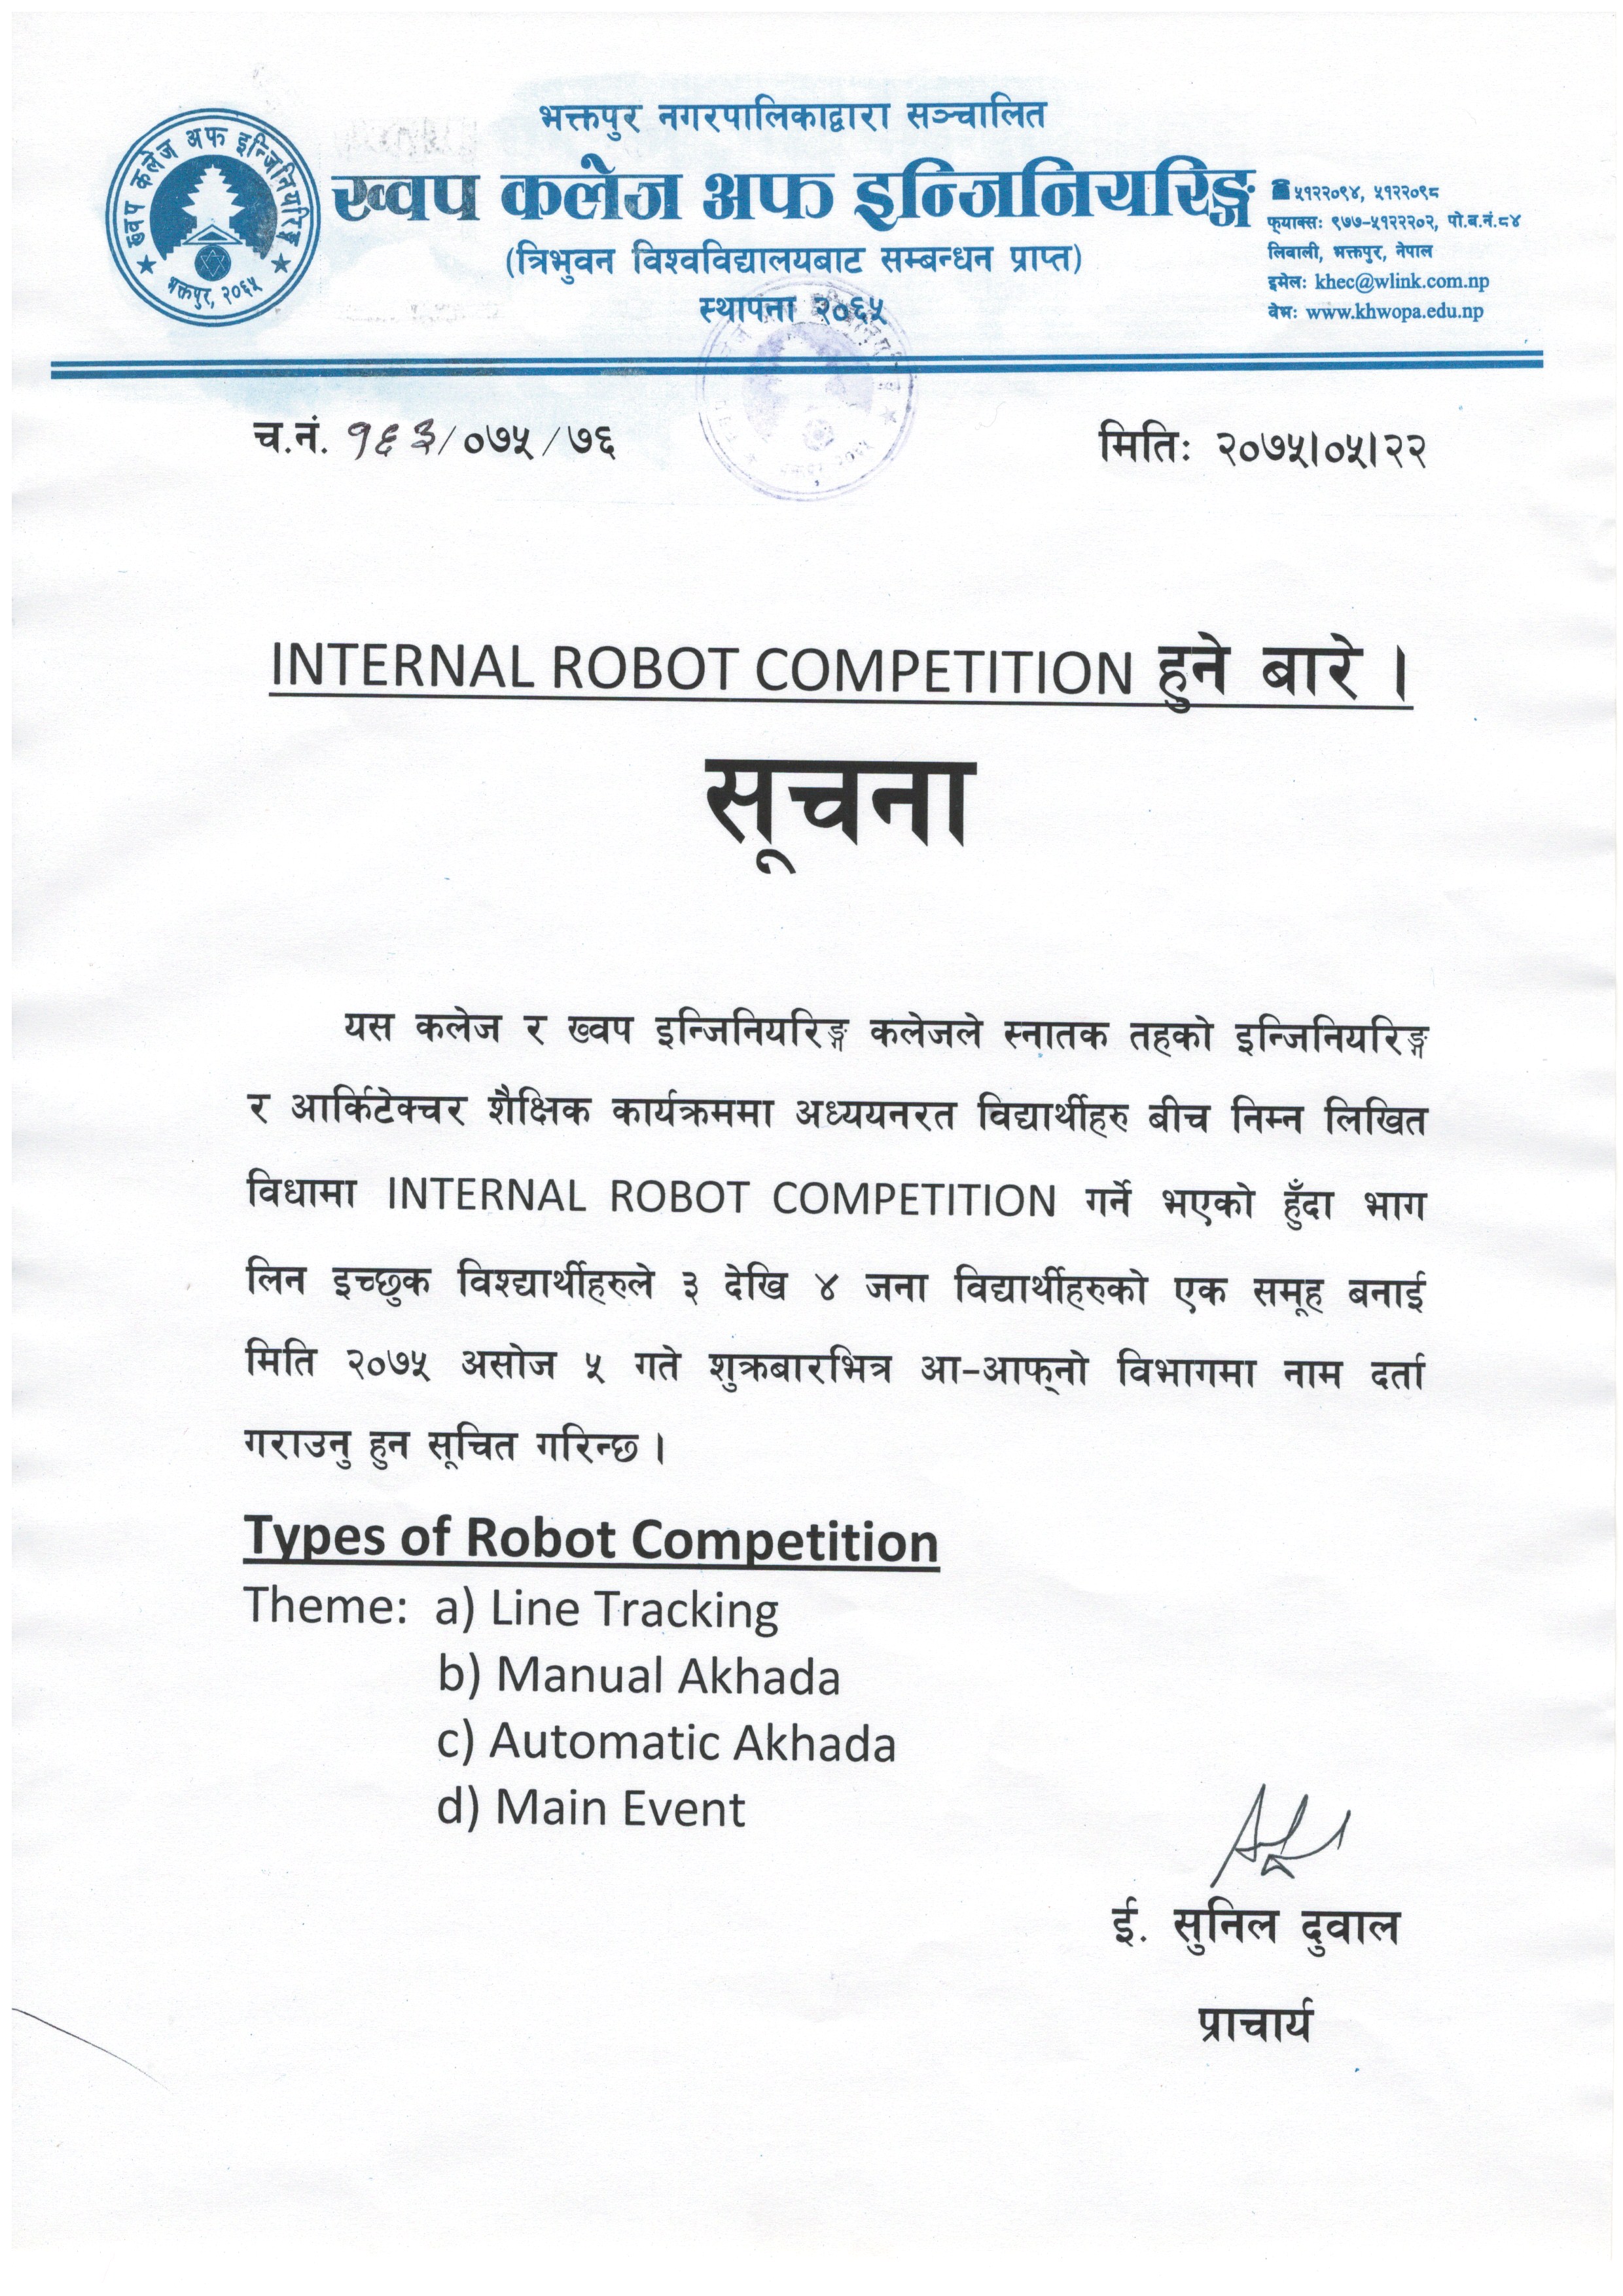 भक्तपुर नगरपालिकाद्वारा सञ्चालित
ख्वप कलेज अफ इन्जिनियरिङ्ग
(त्रिभुवन विश्वविद्यालयबाट सम्बन्धन प्राप्त)
स्थापना २०६५
ख्वप कलेज अफ इन्जिनियरिङ्ग
भक्तपुर, २०६५
☎ ५१२२०९४, ५१२२०९८
फ्याक्सः ९७७-५१२२२०२, पो.ब.नं.८४
लिबाली, भक्तपुर, नेपाल
इमेलः khec@wlink.com.np
वेभः www.khwopa.edu.np
च.नं. १६३/०७५/७६
मितिः २०७५।०५।२२
INTERNAL ROBOT COMPETITION हुने बारे ।
सूचना
यस कलेज र ख्वप इन्जिनियरिङ्ग कलेजले स्नातक तहको इन्जिनियरिङ्ग
र आर्किटेक्चर शैक्षिक कार्यक्रममा अध्ययनरत विद्यार्थीहरु बीच निम्न लिखित
विधामा INTERNAL ROBOT COMPETITION गर्ने भएको हुँदा भाग
लिन इच्छुक विश्द्यार्थीहरुले ३ देखि ४ जना विद्यार्थीहरुको एक समूह बनाई
मिति २०७५ असोज ५ गते शुक्रबारभित्र आ-आफ्‌नो विभागमा नाम दर्ता
गराउनु हुन सूचित गरिन्छ ।
Types of Robot Competition
Theme: a) Line Tracking
b) Manual Akhada
c) Automatic Akhada
d) Main Event
ई. सुनिल दुवाल
प्राचार्य